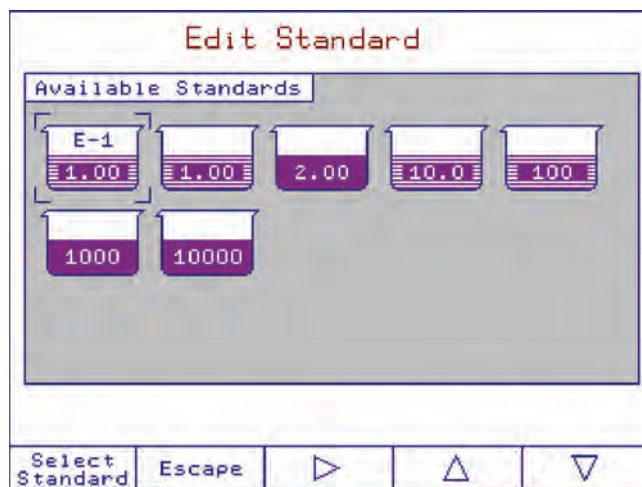 Edit Standard
Available Standards
E-1
1.00 1.00 2.00 10.0 100
1000 10000
Select Standard Escape